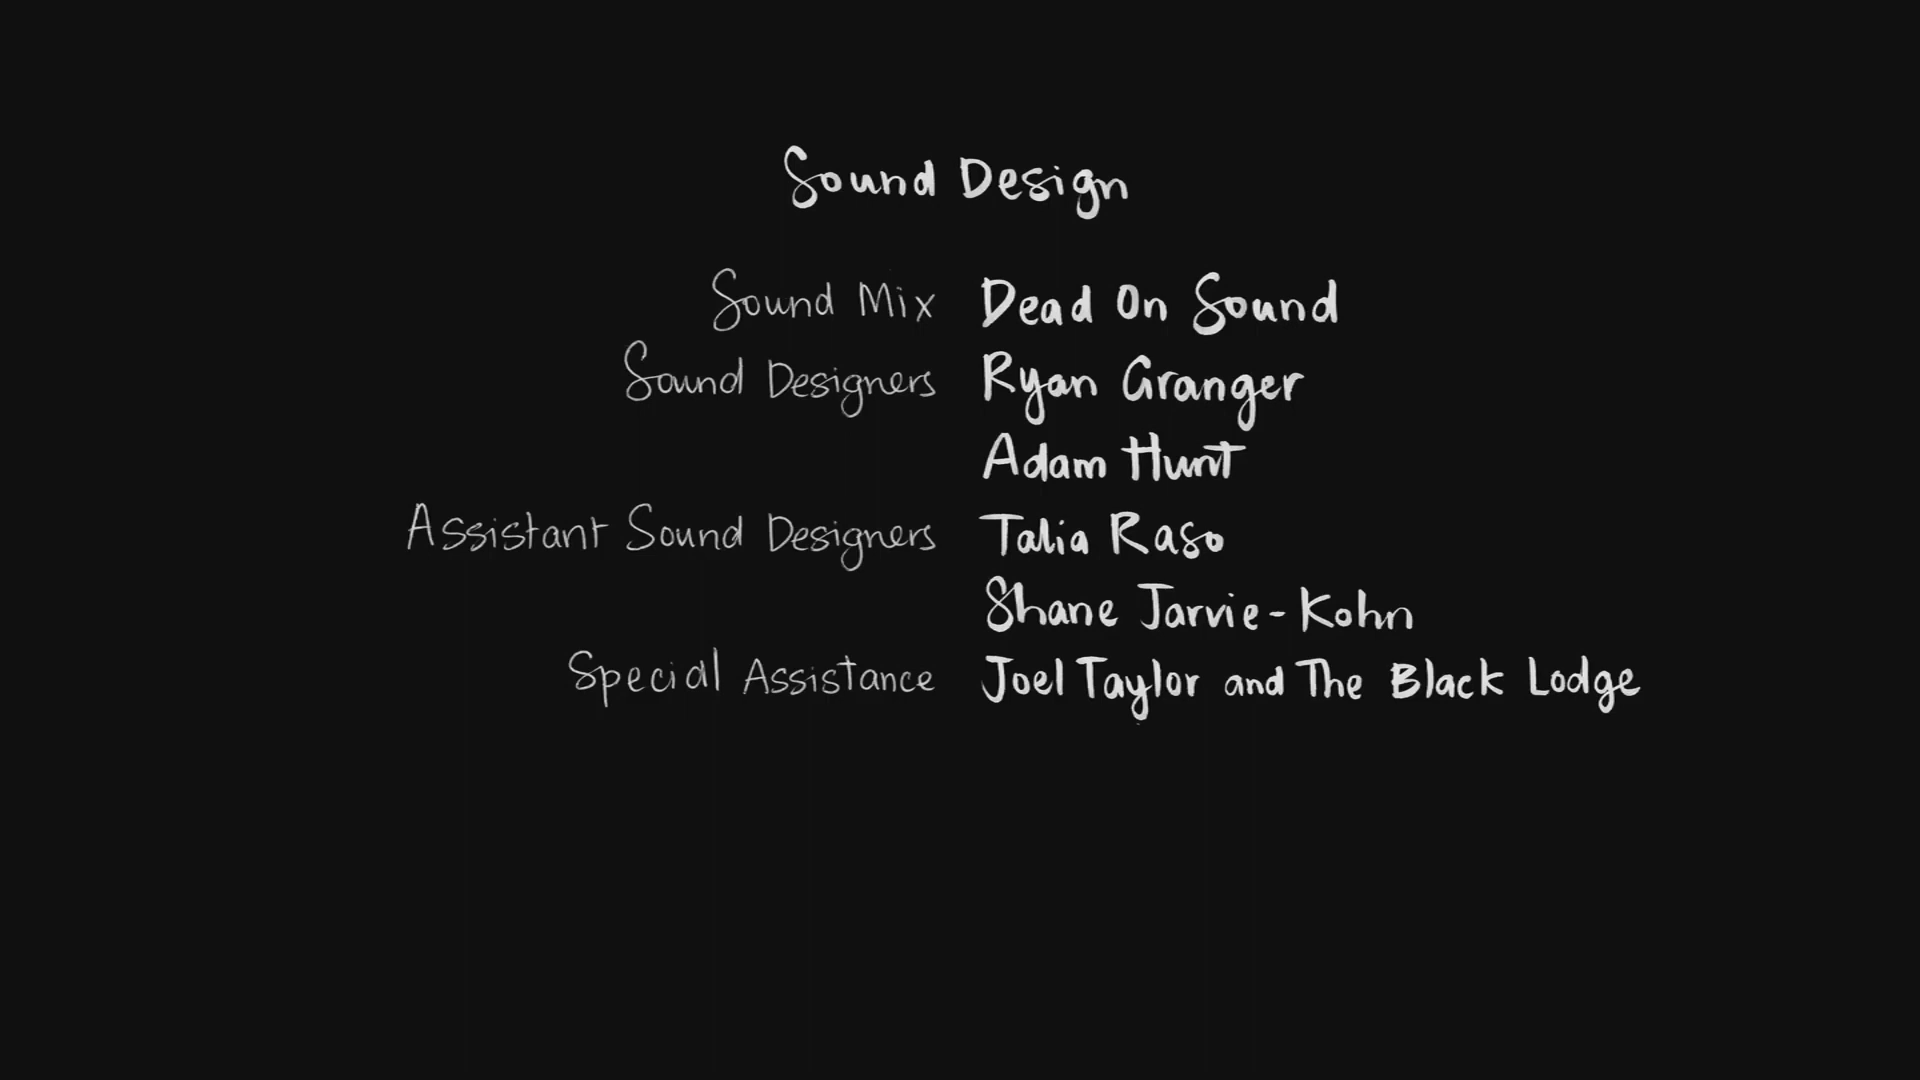 Sound Design
Sound Mix Dead On Sound
Sound Designers Ryan Granger
Adam Hunt
Assistant Sound Designers Talia Raso
Shane Jarvie-Kohn
Special Assistance Joel Taylor and The Black Lodge